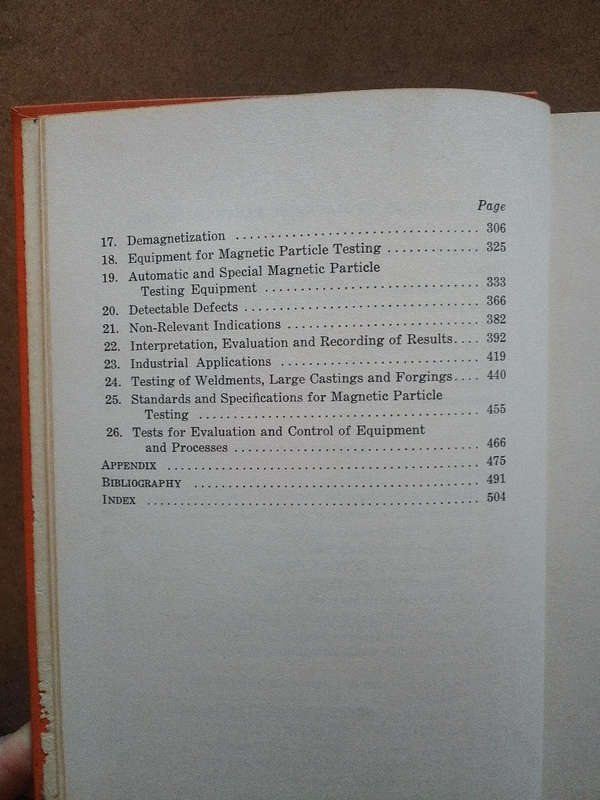 Page
17. Demagnetization .................................. 306
18. Equipment for Magnetic Particle Testing ............. 325
19. Automatic and Special Magnetic Particle
Testing Equipment .............................. 333
20. Detectable Defects .................................. 366
21. Non-Relevant Indications ........................... 382
22. Interpretation, Evaluation and Recording of Results.... 392
23. Industrial Applications ............................ 419
24. Testing of Weldments, Large Castings and Forgings.... 440
25. Standards and Specifications for Magnetic Particle
Testing ....................................... 455
26. Tests for Evaluation and Control of Equipment
and Processes .................................. 466
APPENDIX ............................................ 475
BIBLIOGRAPHY ........................................ 491
INDEX ............................................... 504